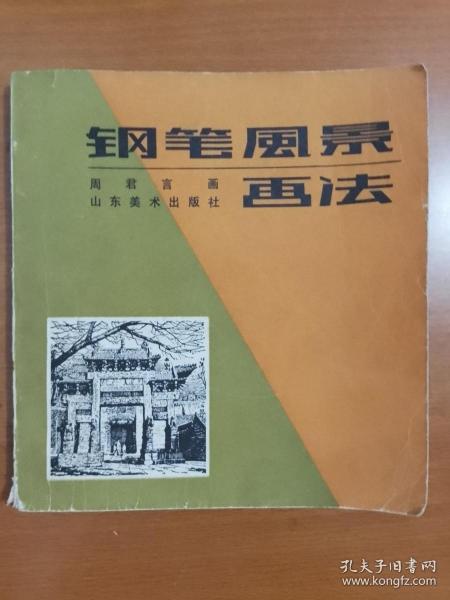 钢笔風景
画法
周君言画
山东美术出版社
孔夫子旧书网
www.kongfz.com